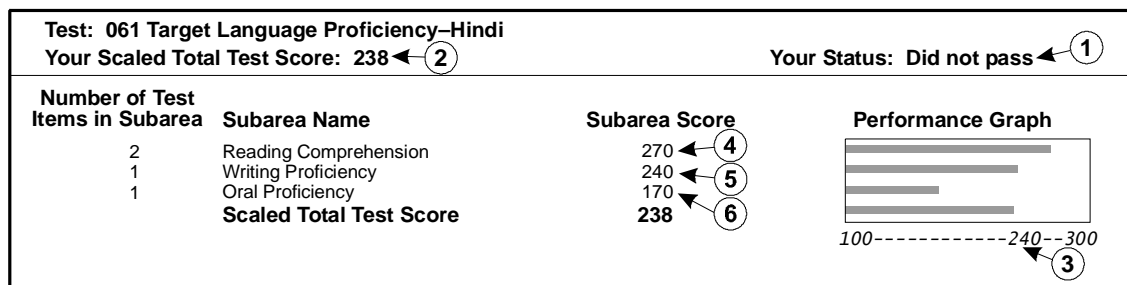 Test: 061 Target Language Proficiency–Hindi
Your Scaled Total Test Score: 238 2
Your Status: Did not pass 1
Number of Test Items in Subarea Subarea Name Subarea Score Performance Graph
2 Reading Comprehension 270 4
1 Writing Proficiency 240 5
1 Oral Proficiency 170 6
Scaled Total Test Score 238
100-------------240--300
3